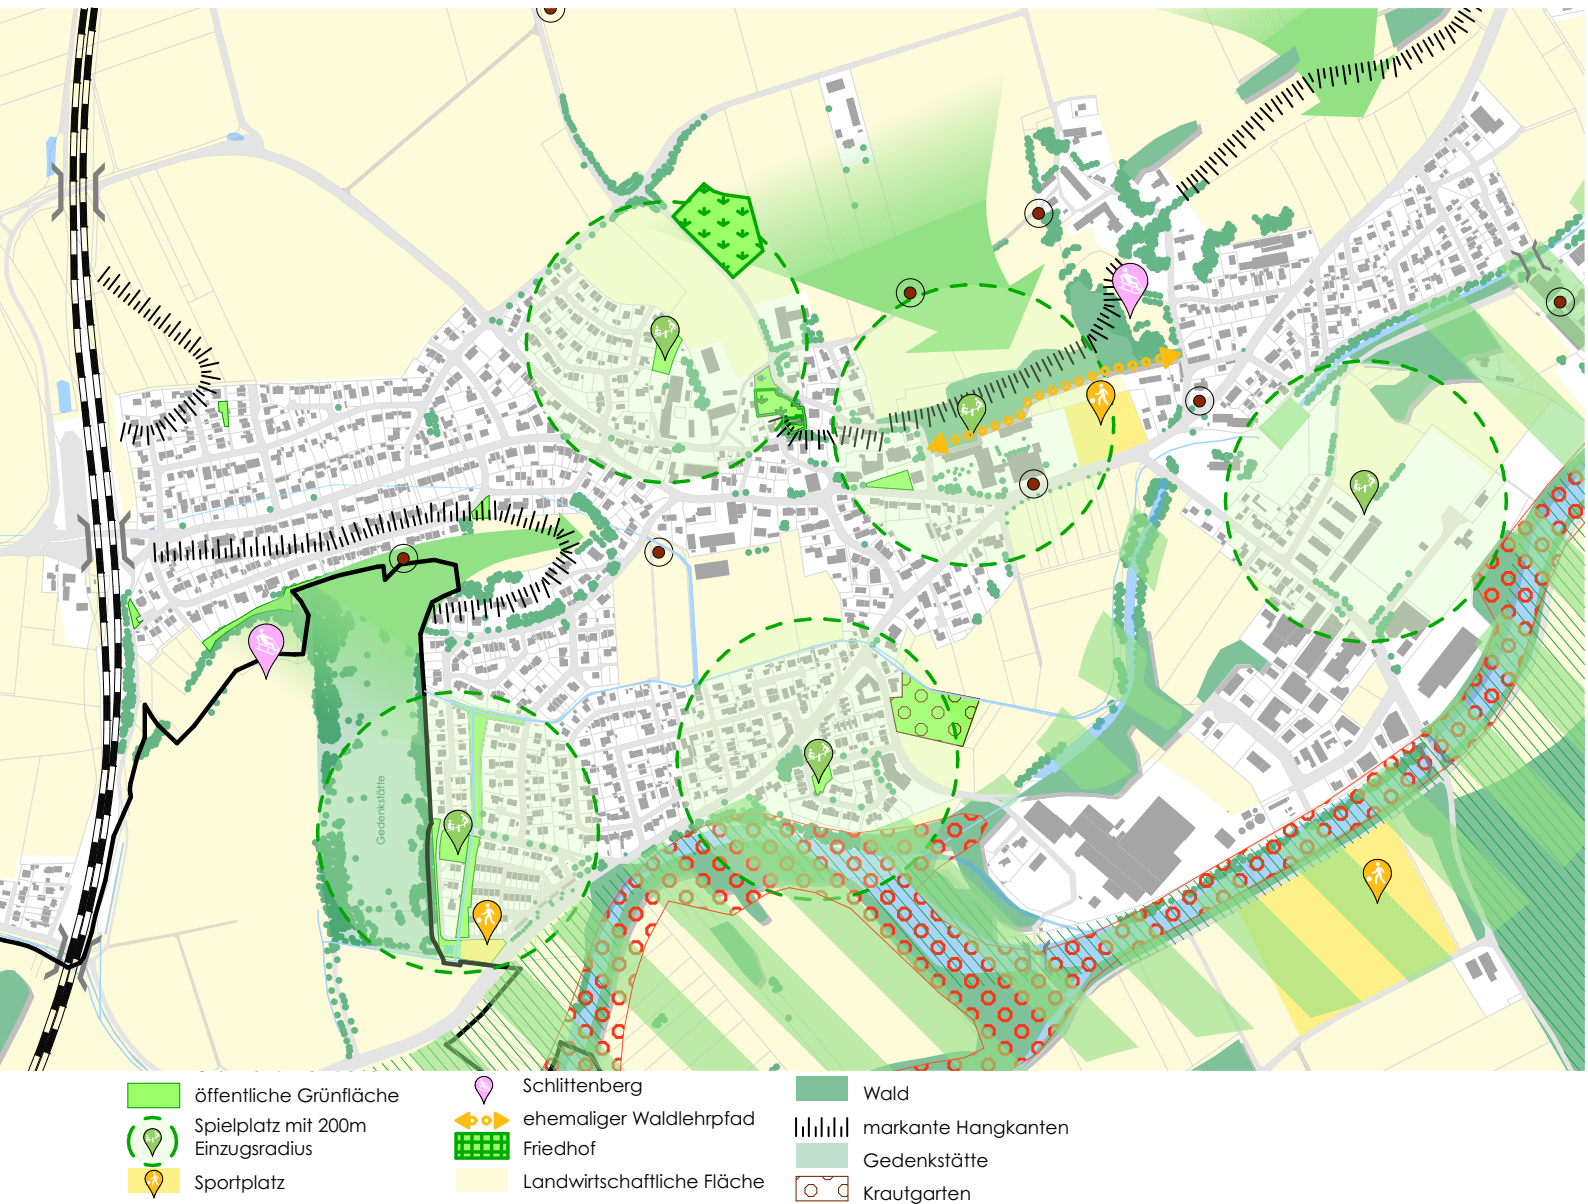 Gedenkstätte
öffentliche Grünfläche
Spielplatz mit 200m
Einzugsradius
Sportplatz
Schlittenberg
ehemaliger Waldlehrpfad
Friedhof
Landwirtschaftliche Fläche
Wald
markante Hangkanten
Gedenkstätte
Krautgarten